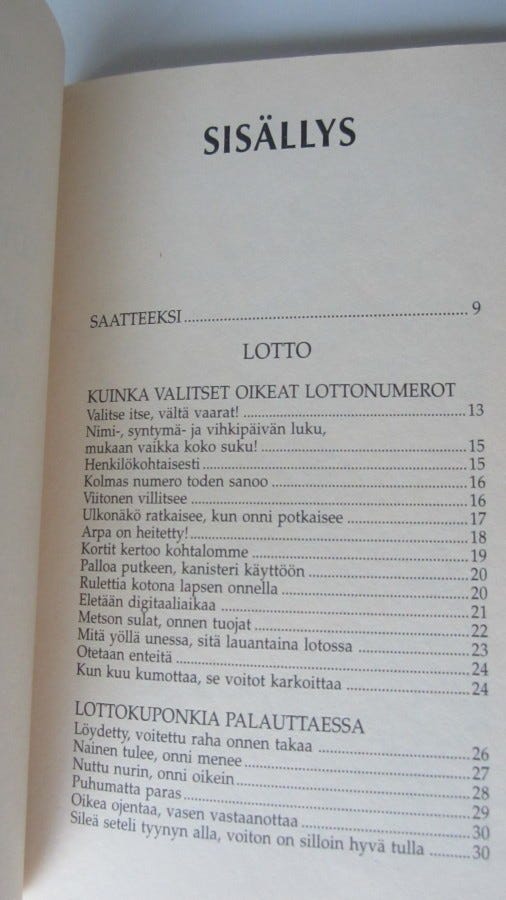 SISÄLLYS
SAATTEEKSI ........................ 9
LOTTO
KUINKA VALITSET OIKEAT LOTTONUMEROT
Valitse itse, vältä vaarat! ........................ 13
Nimi-, syntymä- ja vihkipäivän luku,
mukaan vaikka koko suku! ........................ 15
Henkilökohtaisesti ........................ 15
Kolmas numero toden sanoo ........................ 16
Viitonen villitsee ........................ 16
Ulkonäkö ratkaisee, kun onni potkaisee ........................ 17
Arpa on heitetty! ........................ 18
Kortit kertoo kohtalomme ........................ 19
Palloa putkeen, kanisteri käyttöön ........................ 20
Rulettia kotona lapsen onnella ........................ 20
Eletään digitaaliaikaa ........................ 21
Metson sulat, onnen tuojat ........................ 22
Mitä yöllä unessa, sitä lauantaina lotossa ........................ 23
Otetaan enteitä ........................ 24
Kun kuu kumottaa, se voitot karkoittaa ........................ 24
LOTTOKUPONKIA PALAUTTAESSA
Löydetty, voitettu raha onnen takaa ........................ 26
Nainen tulee, onni menee ........................ 27
Nuttu nurin, onni oikein ........................ 28
Puhumatta paras ........................ 29
Oikea ojentaa, vasen vastaanottaa ........................ 30
Sileä seteli tyynyn alla, voiton on silloin hyvä tulla ........................ 30